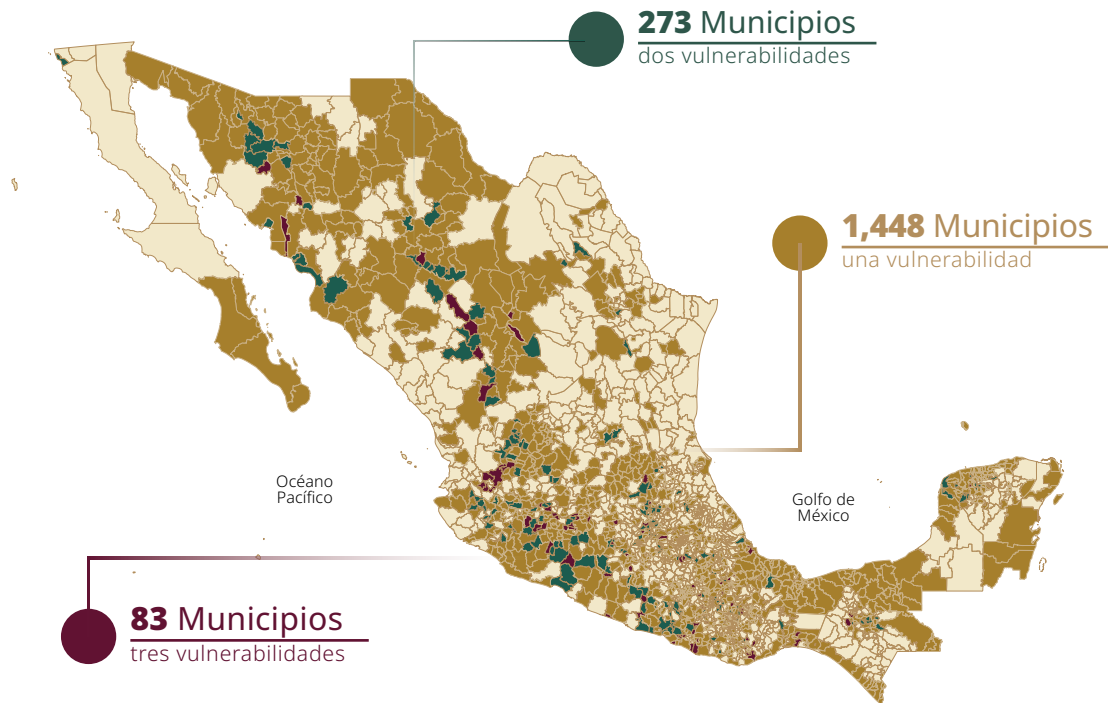 273 Municipios
dos vulnerabilidades
1,448 Municipios
una vulnerabilidad
Océano
Pacífico
Golfo de
México
83 Municipios
tres vulnerabilidades